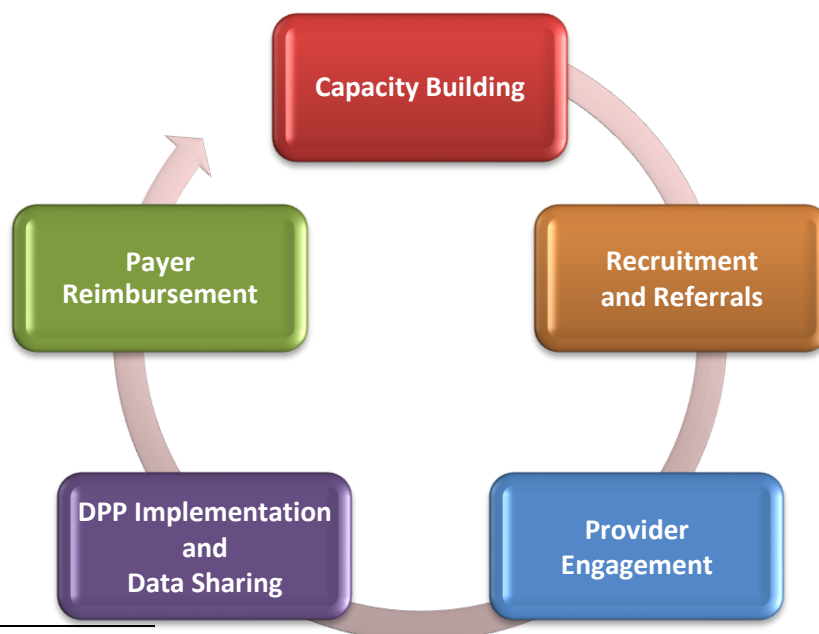 Capacity Building
Recruitment
and Referrals
Provider
Engagement
DPP Implementation
and
Data Sharing
Payer
Reimbursement